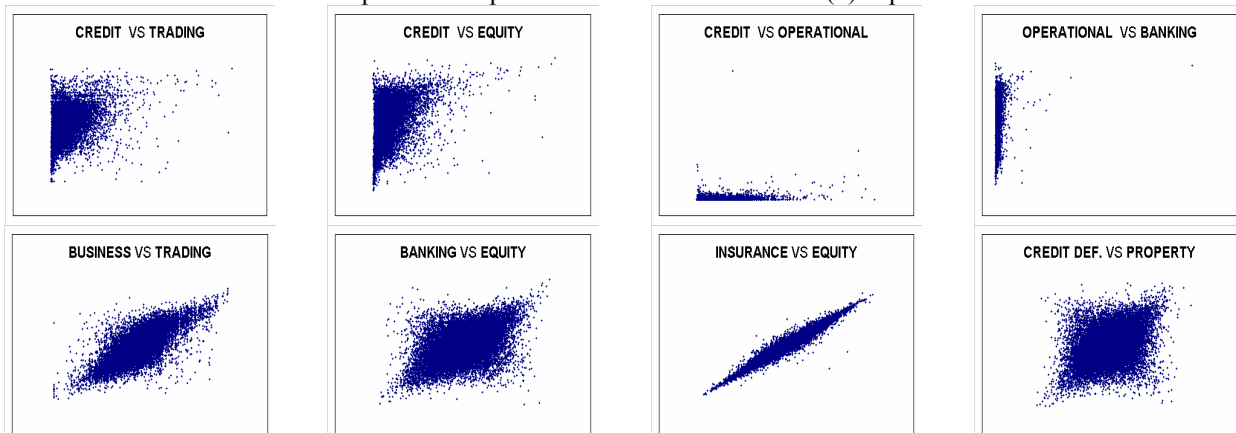 CREDIT VS TRADING
CREDIT VS EQUITY
CREDIT VS OPERATIONAL
OPERATIONAL VS BANKING
BUSINESS VS TRADING
BANKING VS EQUITY
INSURANCE VS EQUITY
CREDIT DEF. VS PROPERTY